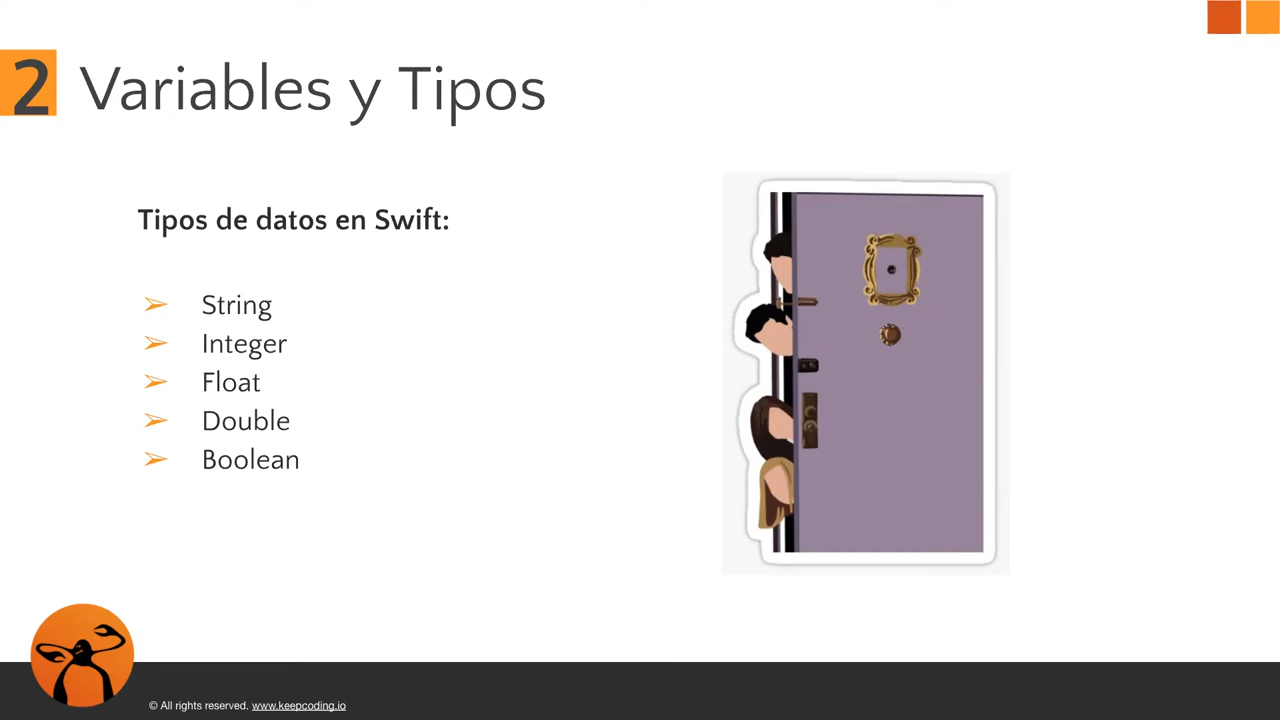 2 Variables y Tipos
Tipos de datos en Swift:
➢ String
➢ Integer
➢ Float
➢ Double
➢ Boolean
© All rights reserved. www.keepcoding.io